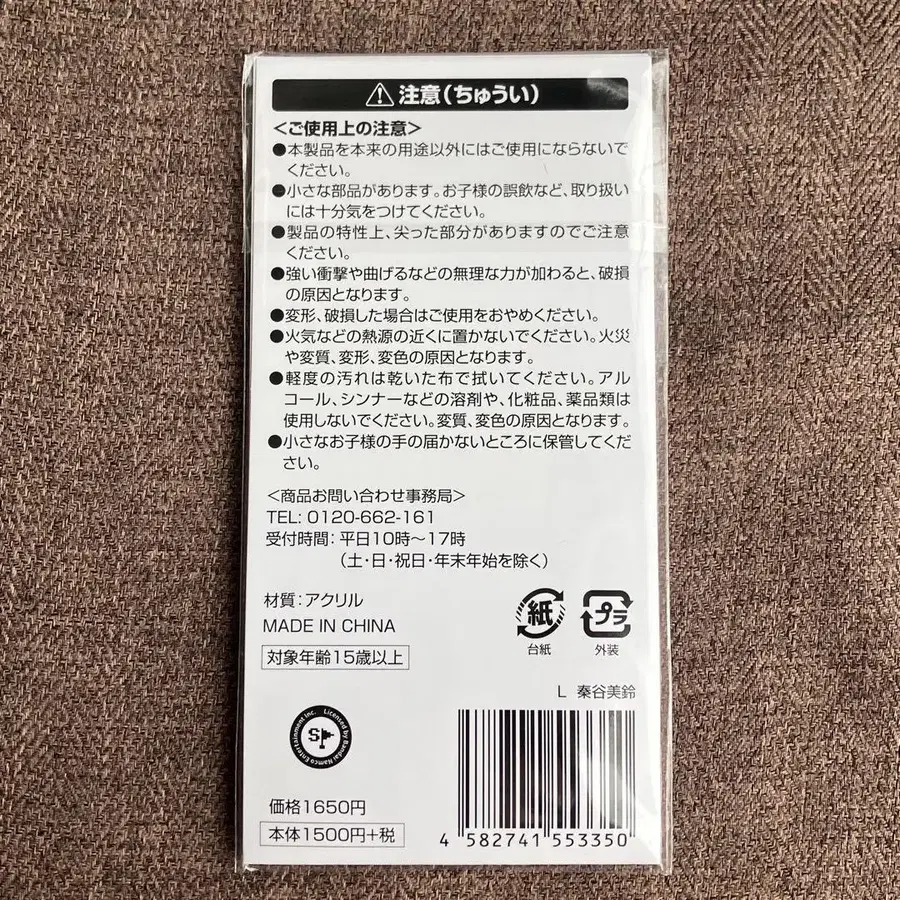 注意(ちゅうい)
<ご使用上の注意>
●本製品を本来の用途以外にはご使用にならないで
ください。
●小さな部品があります。お子様の誤飲など、取り扱い
には十分気をつけてください。
●製品の特性上、尖った部分がありますのでご注意
ください。
●強い衝撃や曲げるなどの無理な力が加わると、破損
の原因となります。
●変形、破損した場合はご使用をおやめください。
●火気などの熱源の近くに置かないでください。火災
や変質、変形、変色の原因となります。
●軽度の汚れは乾いた布で拭いてください。アル
コール、シンナーなどの溶剤や、化粧品、薬品類は
使用しないでください。変質、変色の原因となります。
●小さなお子様の手の届かないところに保管してくだ
さい。
<商品お問い合わせ事務局>
TEL: 0120-662-161
受付時間：平日10時～17時
(土・日・祝日・年末年始を除く)
材質：アクリル
MADE IN CHINA
対象年齢15歳以上
紙
台紙
プラ
外装
L 秦谷美鈴
Licensed by Bandai Namco Entertainment Inc.
SP
価格1650円
本体1500円+税
4 582741 553350